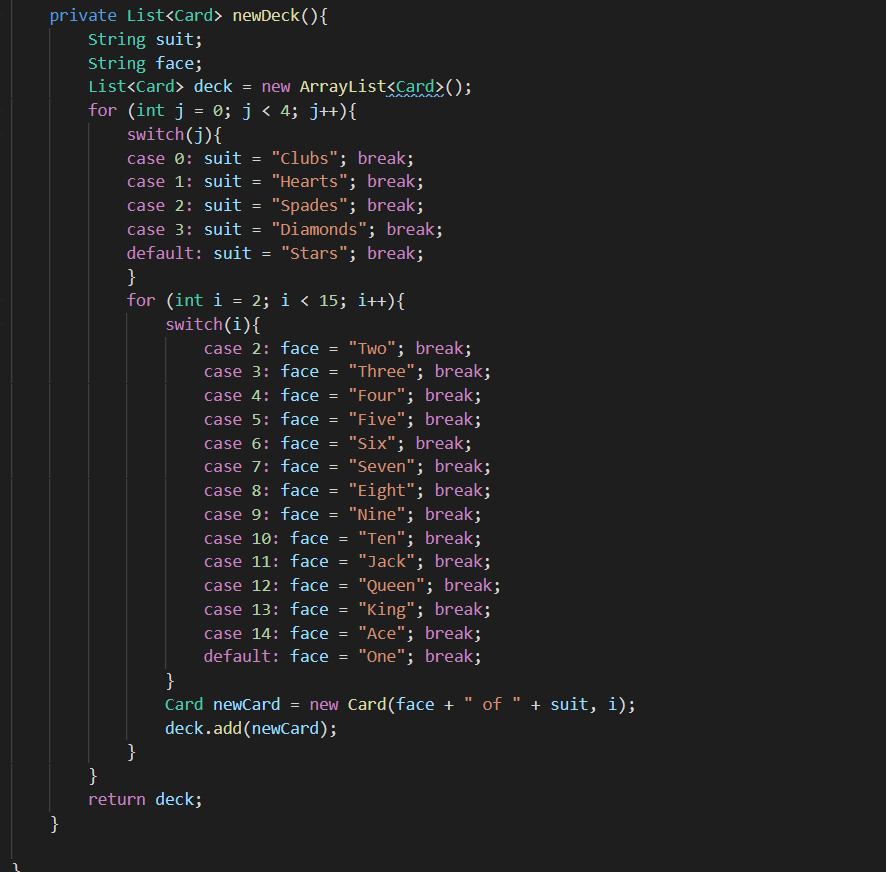 private List<Card> newDeck(){
String suit;
String face;
List<Card> deck = new ArrayList<Card>();
for (int j = 0; j < 4; j++){
switch(j){
case 0: suit = "Clubs"; break;
case 1: suit = "Hearts"; break;
case 2: suit = "Spades"; break;
case 3: suit = "Diamonds"; break;
default: suit = "Stars"; break;
}
for (int i = 2; i < 15; i++){
switch(i){
case 2: face = "Two"; break;
case 3: face = "Three"; break;
case 4: face = "Four"; break;
case 5: face = "Five"; break;
case 6: face = "Six"; break;
case 7: face = "Seven"; break;
case 8: face = "Eight"; break;
case 9: face = "Nine"; break;
case 10: face = "Ten"; break;
case 11: face = "Jack"; break;
case 12: face = "Queen"; break;
case 13: face = "King"; break;
case 14: face = "Ace"; break;
default: face = "One"; break;
}
Card newCard = new Card(face + " of " + suit, i);
deck.add(newCard);
}
}
return deck;
}
}